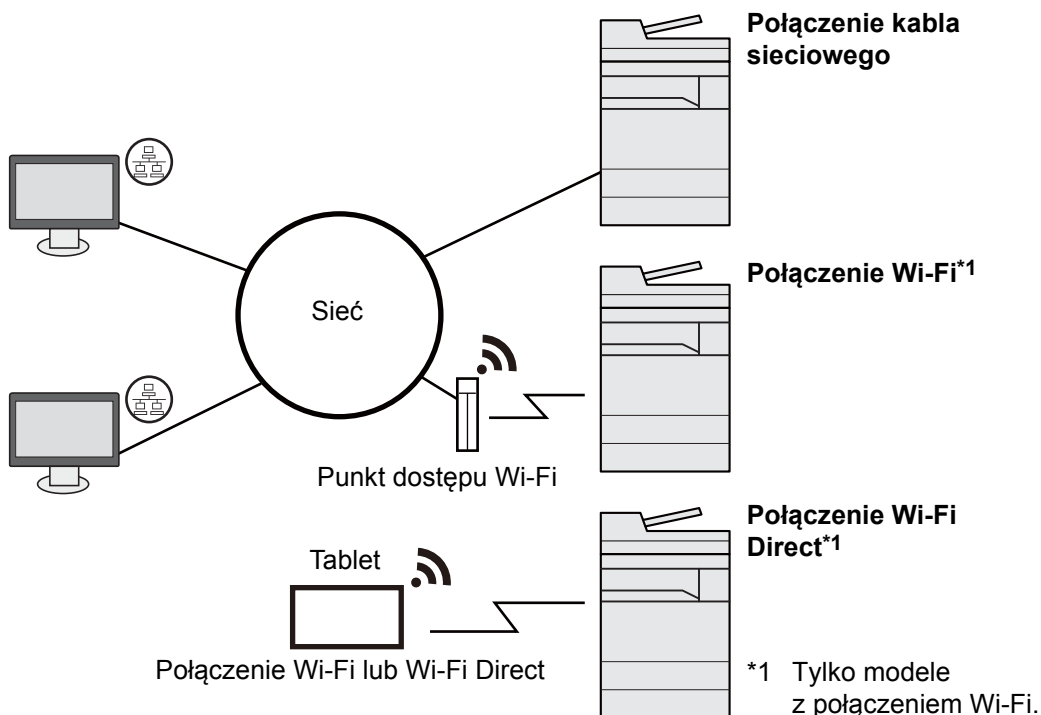 Połączenie kabla
sieciowego
Sieć
Połączenie Wi-Fi*1
Punkt dostępu Wi-Fi
Połączenie Wi-Fi
Direct*1
Tablet
Połączenie Wi-Fi lub Wi-Fi Direct
*1 Tylko modele
z połączeniem Wi-Fi.